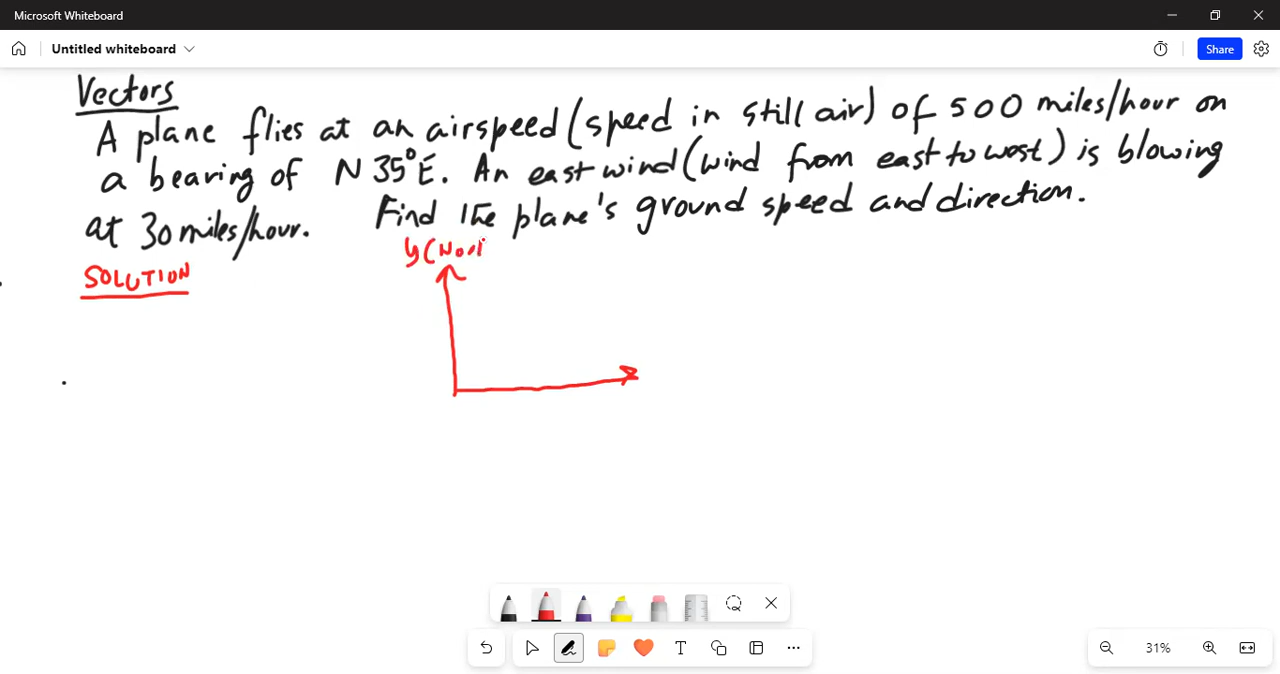 Microsoft Whiteboard
Untitled whiteboard
Share
Vectors
A plane flies at an airspeed (speed in still air) of 500 miles/hour on
a bearing of N 35°E. An east wind (wind from east to west) is blowing
at 30 miles/hour. Find the plane's ground speed and direction.
SOLUTION
y (Nort
T
31%